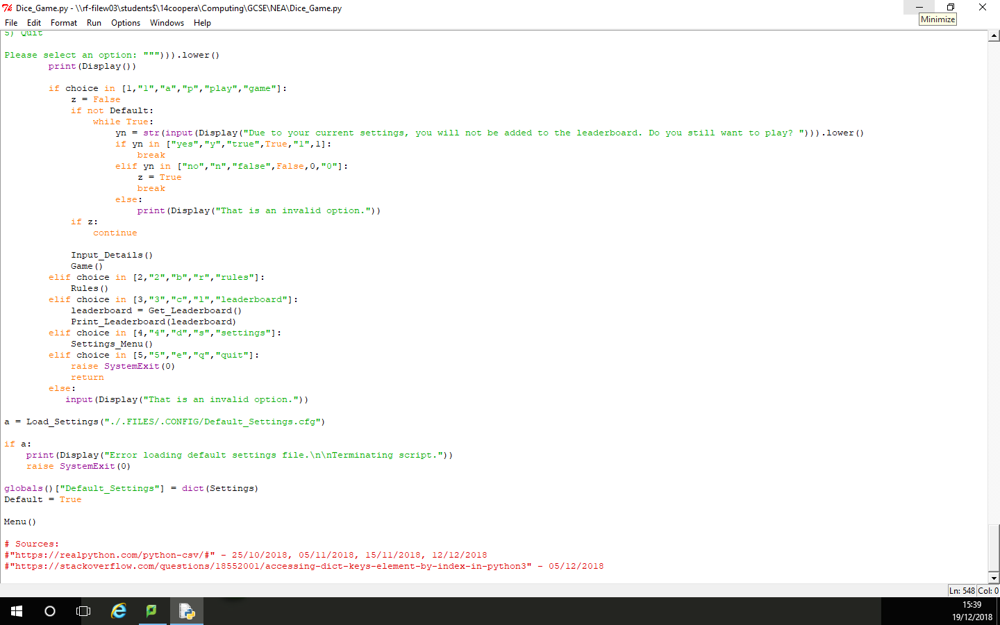 Dice_Game.py - \\rf-filew03\students$\14coopera\Computing\GCSE\NEA\Dice_Game.py
File Edit Format Run Options Windows Help
Minimize
5) Quit
Please select an option: """))).lower()
print(Display())
if choice in [1,"1","a","p","play","game"]:
z = False
if not Default:
while True:
yn = str(input(Display("Due to your current settings, you will not be added to the leaderboard. Do you still want to play? "))).lower()
if yn in ["yes","y","true",True,"1",1]:
break
elif yn in ["no","n","false",False,0,"0"]:
z = True
break
else:
print(Display("That is an invalid option."))
if z:
continue
Input_Details()
Game()
elif choice in [2,"2","b","r","rules"]:
Rules()
elif choice in [3,"3","c","l","leaderboard"]:
leaderboard = Get_Leaderboard()
Print_Leaderboard(leaderboard)
elif choice in [4,"4","d","s","settings"]:
Settings_Menu()
elif choice in [5,"5","e","q","quit"]:
raise SystemExit(0)
return
else:
input(Display("That is an invalid option."))
a = Load_Settings("./.FILES/.CONFIG/Default_Settings.cfg")
if a:
print(Display("Error loading default settings file.\n\nTerminating script."))
raise SystemExit(0)
globals()["Default_Settings"] = dict(Settings)
Default = True
Menu()
# Sources:
#"https://realpython.com/python-csv/#" - 25/10/2018, 05/11/2018, 15/11/2018, 12/12/2018
#"https://stackoverflow.com/questions/18552001/accessing-dict-keys-element-by-index-in-python3" - 05/12/2018
Ln: 548 Col: 0
15:39
19/12/2018